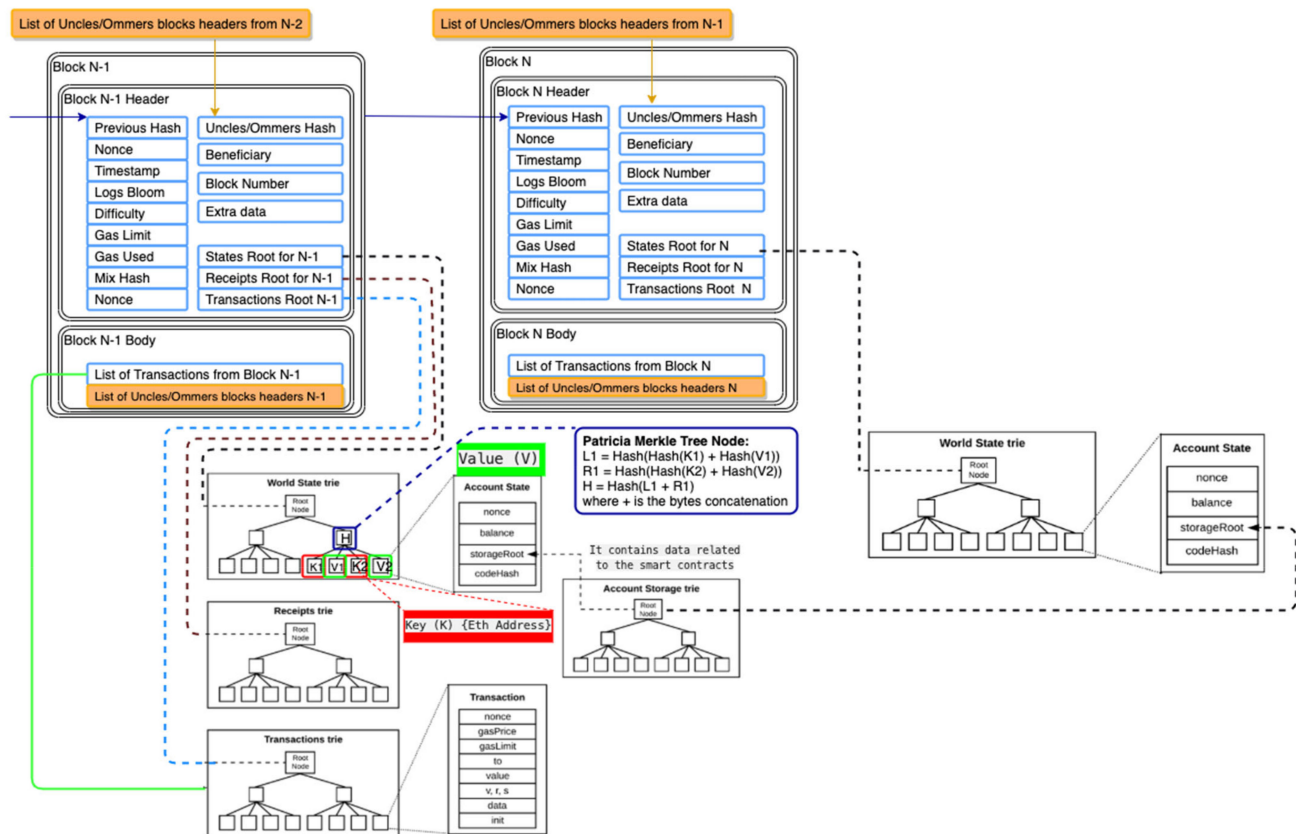 List of Uncles/Ommers blocks headers from N-2
List of Uncles/Ommers blocks headers from N-1
Block N-1
Block N-1 Header
Previous Hash
Nonce
Timestamp
Logs Bloom
Difficulty
Gas Limit
Gas Used
Mix Hash
Nonce
Uncles/Ommers Hash
Beneficiary
Block Number
Extra data
States Root for N-1
Receipts Root for N-1
Transactions Root N-1
Block N-1 Body
List of Transactions from Block N-1
List of Uncles/Ommers blocks headers N-1
Block N
Block N Header
Previous Hash
Nonce
Timestamp
Logs Bloom
Difficulty
Gas Limit
Gas Used
Mix Hash
Nonce
Uncles/Ommers Hash
Beneficiary
Block Number
Extra data
States Root for N
Receipts Root for N
Transactions Root N
Block N Body
List of Transactions from Block N
List of Uncles/Ommers blocks headers N
World State trie
Root
Node
H
K1
V1
K2
V2
Value (V)
Account State
nonce
balance
storageRoot
codeHash
Patricia Merkle Tree Node:
L1 = Hash(Hash(K1) + Hash(V1))
R1 = Hash(Hash(K2) + Hash(V2))
H = Hash(L1 + R1)
where + is the bytes concatenation
It contains data related
to the smart contracts
Account Storage trie
Root
Node
Key (K) {Eth Address}
World State trie
Root
Node
Account State
nonce
balance
storageRoot
codeHash
Receipts trie
Root
Node
Transactions trie
Root
Node
Transaction
nonce
gasPrice
gasLimit
to
value
v, r, s
data
init